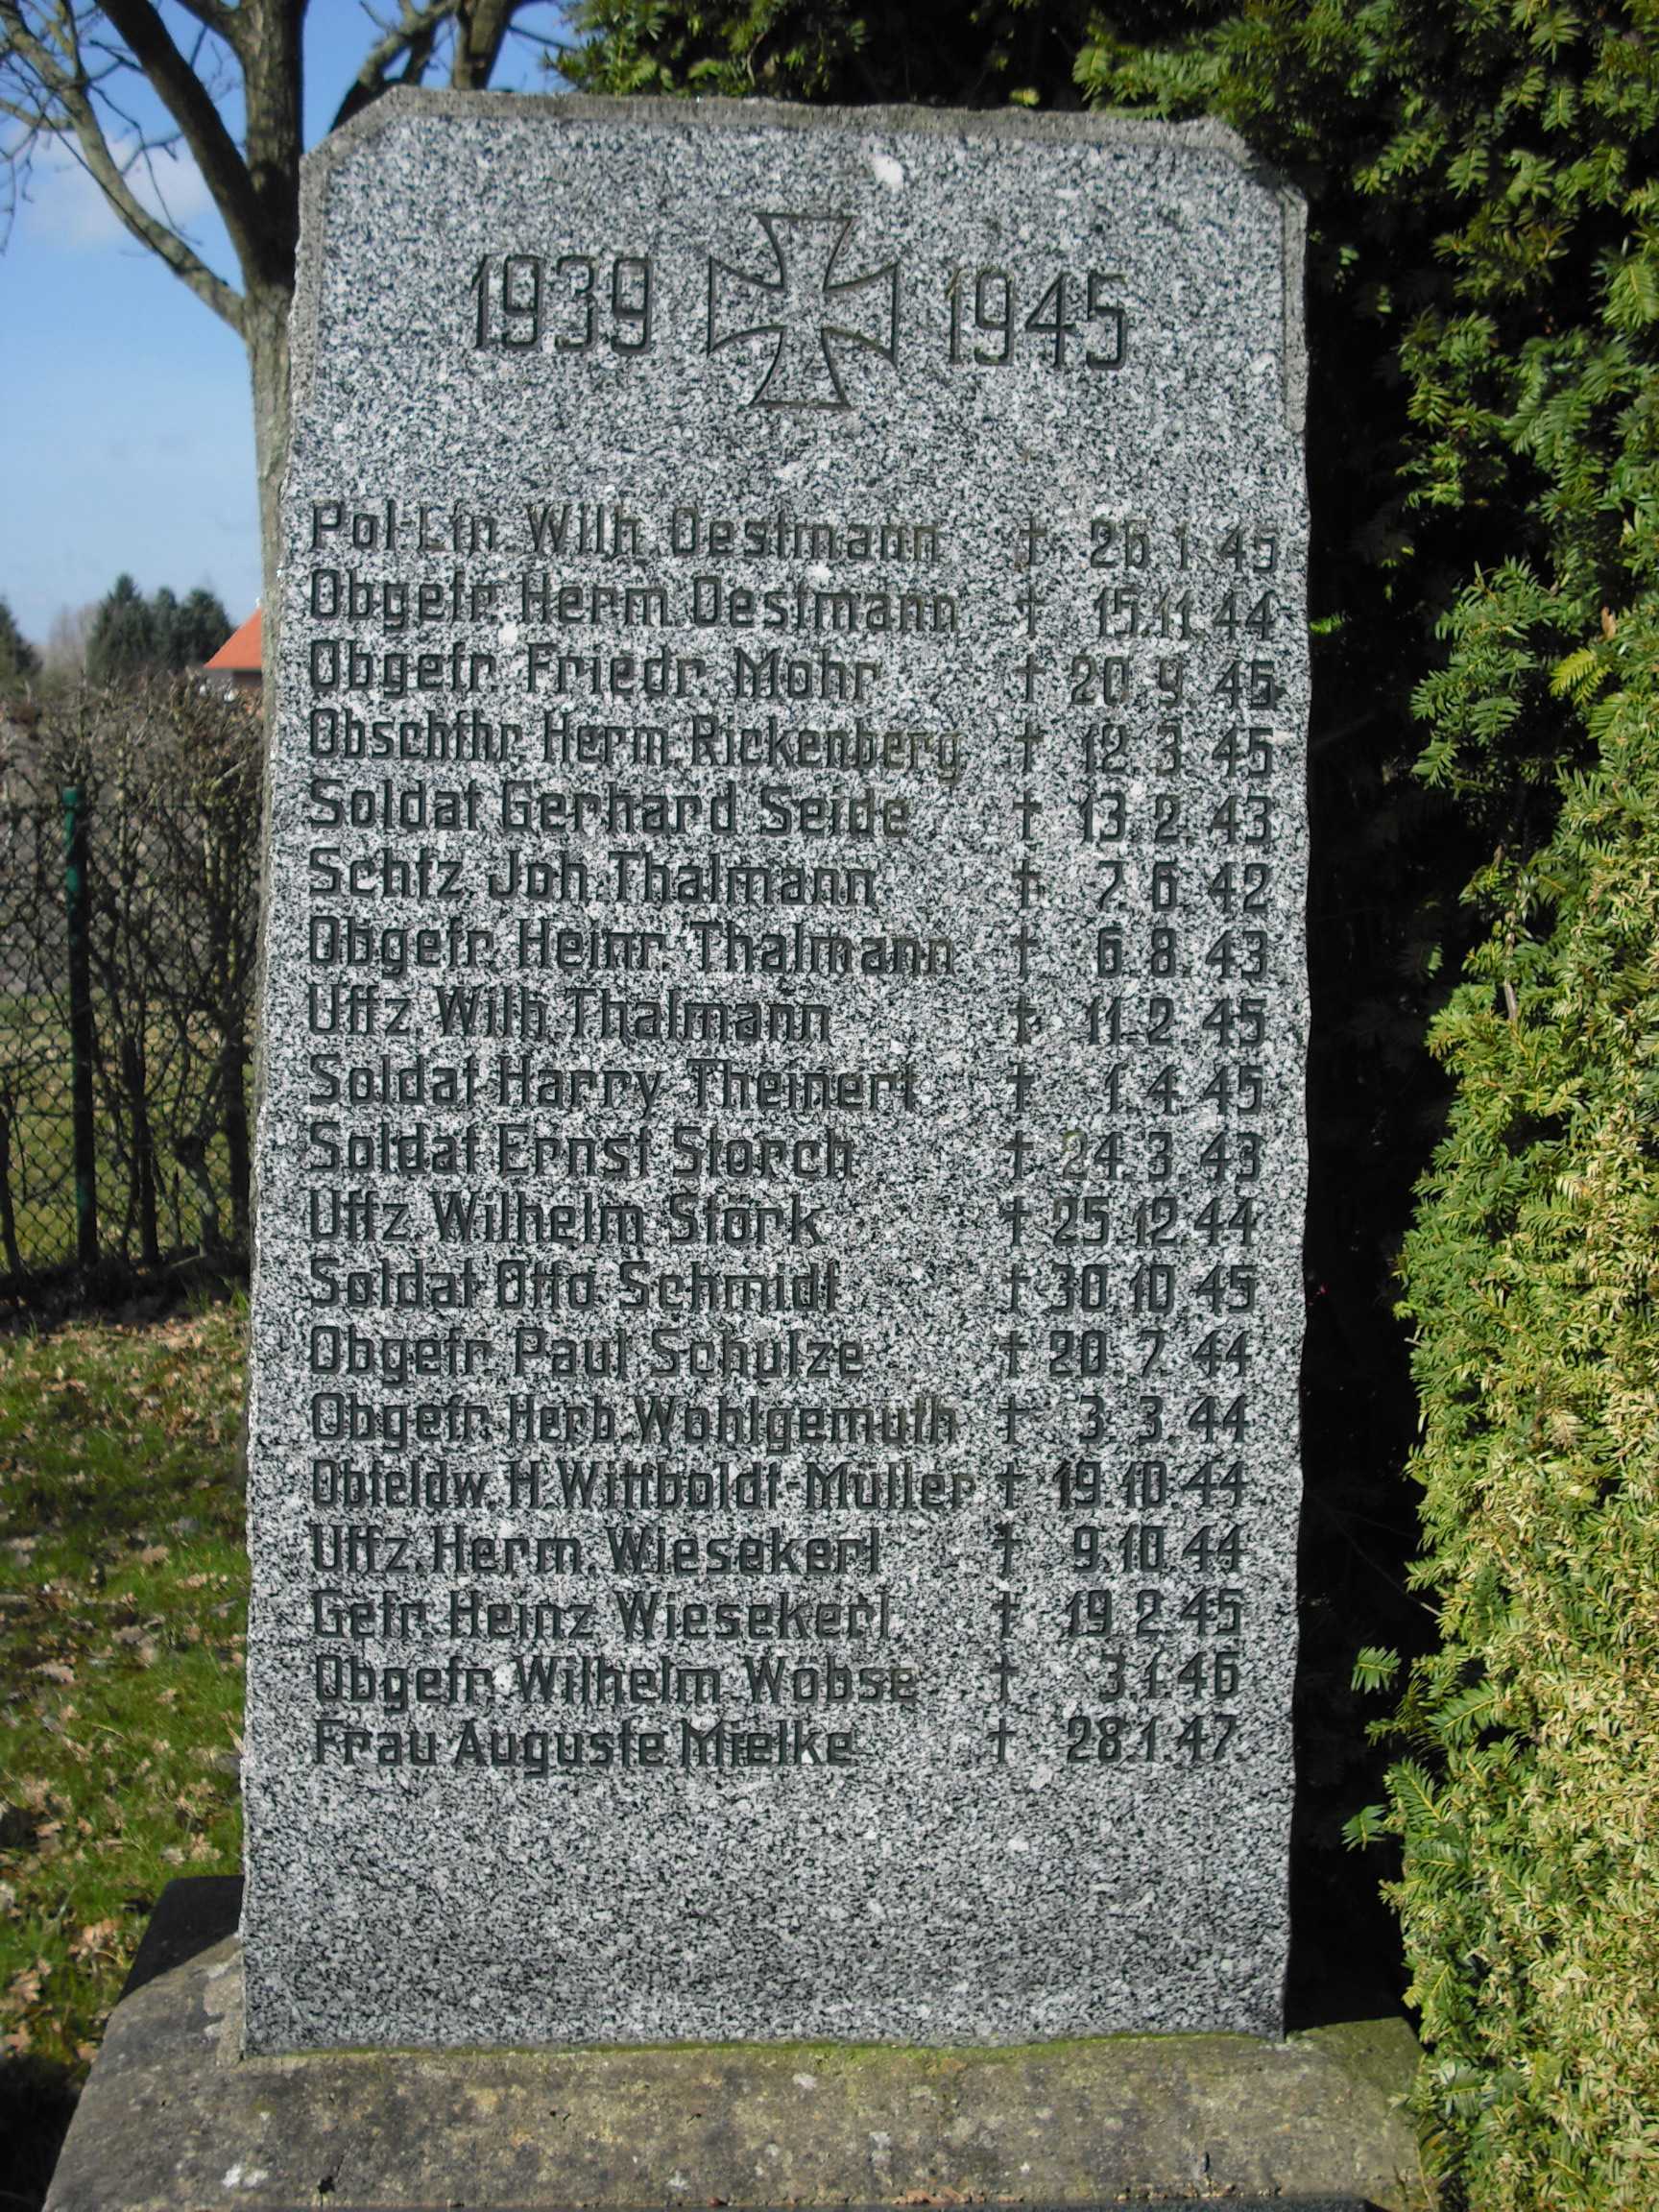 1939 1945
Pol.Ltn. Wilh. Oestmann † 26.1.45
Obgefr. Herm. Oestmann † 15.11.44
Obgefr. Friedr. Mohr † 20.9.45
Obschfhr. Herm. Rickenberg † 12.3.45
Soldat Gerhard Seide † 13.2.43
Schtz. Joh. Thalmann † 7.6.42
Obgefr. Heinr. Thalmann † 6.8.43
Uffz. Wilh. Thalmann † 11.2.45
Soldat Harry Theinert † 1.4.45
Soldat Ernst Storch † 24.3.43
Uffz. Wilhelm Störk † 25.12.44
Soldat Otto Schmidt † 30.10.45
Obgefr. Paul Schulze † 20.7.44
Obgefr. Herb. Wohlgemuth † 3.3.44
Obfeldw. H. Wittboldt-Müller † 19.10.44
Uffz. Herm. Wiesekerl † 9.10.44
Gefr. Heinz Wiesekerl † 19.2.45
Obgefr. Wilhelm Wöbse † 3.1.46
Frau Auguste Mielke † 28.1.47